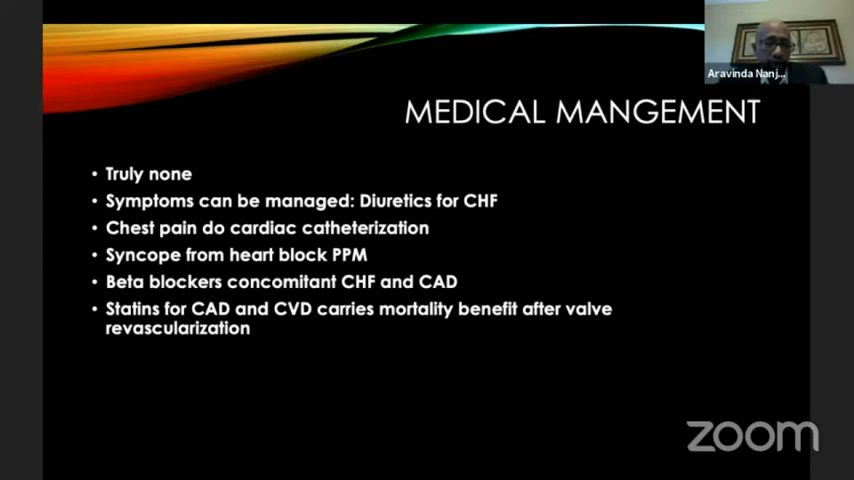 Aravinda Nanj...
MEDICAL MANGEMENT
• Truly none
• Symptoms can be managed: Diuretics for CHF
• Chest pain do cardiac catheterization
• Syncope from heart block PPM
• Beta blockers concomitant CHF and CAD
• Statins for CAD and CVD carries mortality benefit after valve
revascularization
zoom